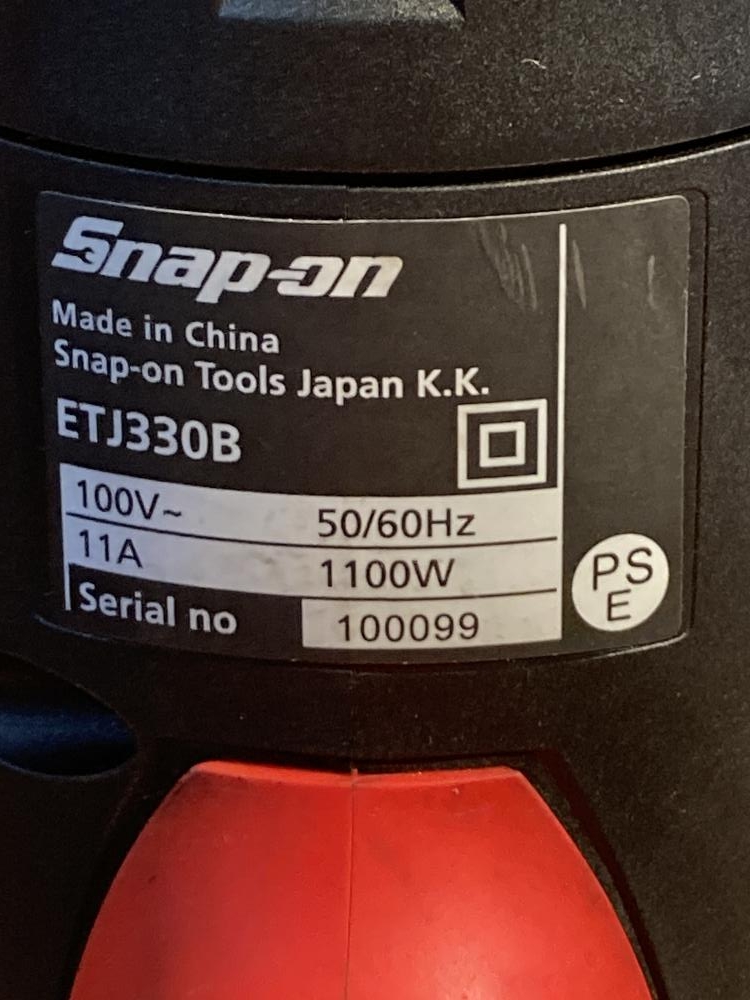 Snap-on
Made in China
Snap-on Tools Japan K.K.
ETJ330B
100V~ 50/60Hz
11A 1100W
Serial no 100099
PS
E